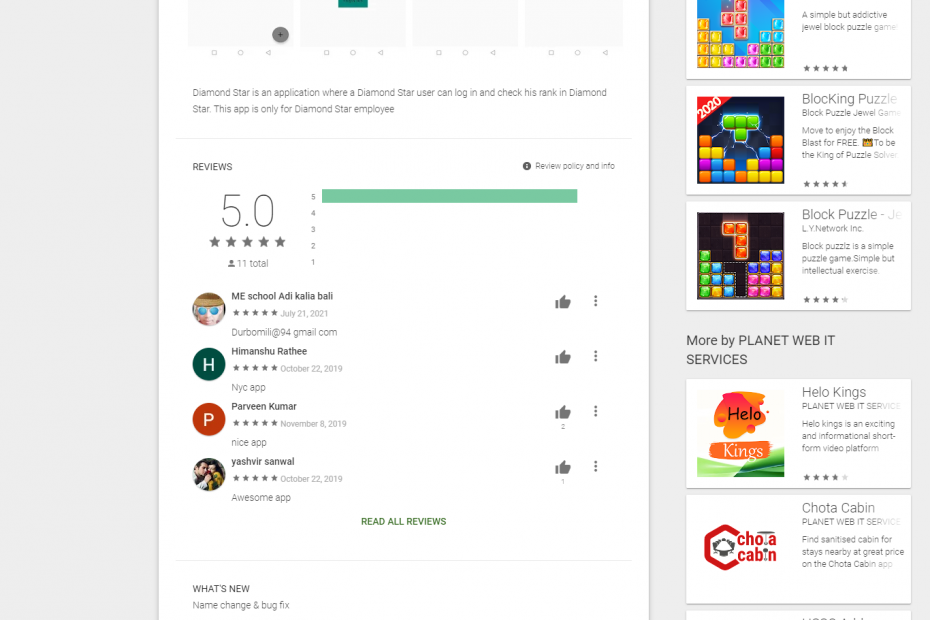 Diamond Star is an application where a Diamond Star user can log in and check his rank in Diamond
Star. This app is only for Diamond Star employee
REVIEWS
Review policy and info
5.0
11 total
5
4
3
2
1
ME school Adi kalia bali
July 21, 2021
Durbomili@94 gmail com
H
Himanshu Rathee
October 22, 2019
Nyc app
P
Parveen Kumar
November 8, 2019
2
nice app
yashvir sanwal
October 22, 2019
1
Awesome app
READ ALL REVIEWS
WHAT'S NEW
Name change & bug fix
A simple but addictive
jewel block puzzle game
2020
BlocKing Puzzle
Block Puzzle Jewel Game
Move to enjoy the Block
Blast for FREE. To be
the King of Puzzle Solver
Block Puzzle - Je
L.Y.Network Inc.
Block puzzlz is a simple
puzzle game.Simple but
intellectual exercise.
More by PLANET WEB IT
SERVICES
Helo
Kings
Helo Kings
PLANET WEB IT SERVICE
Helo kings is an exciting
and informational short-
form video platform
chota
cabin
Chota Cabin
PLANET WEB IT SERVICE
Find sanitised cabin for
stays nearby at great price
on the Chota Cabin app